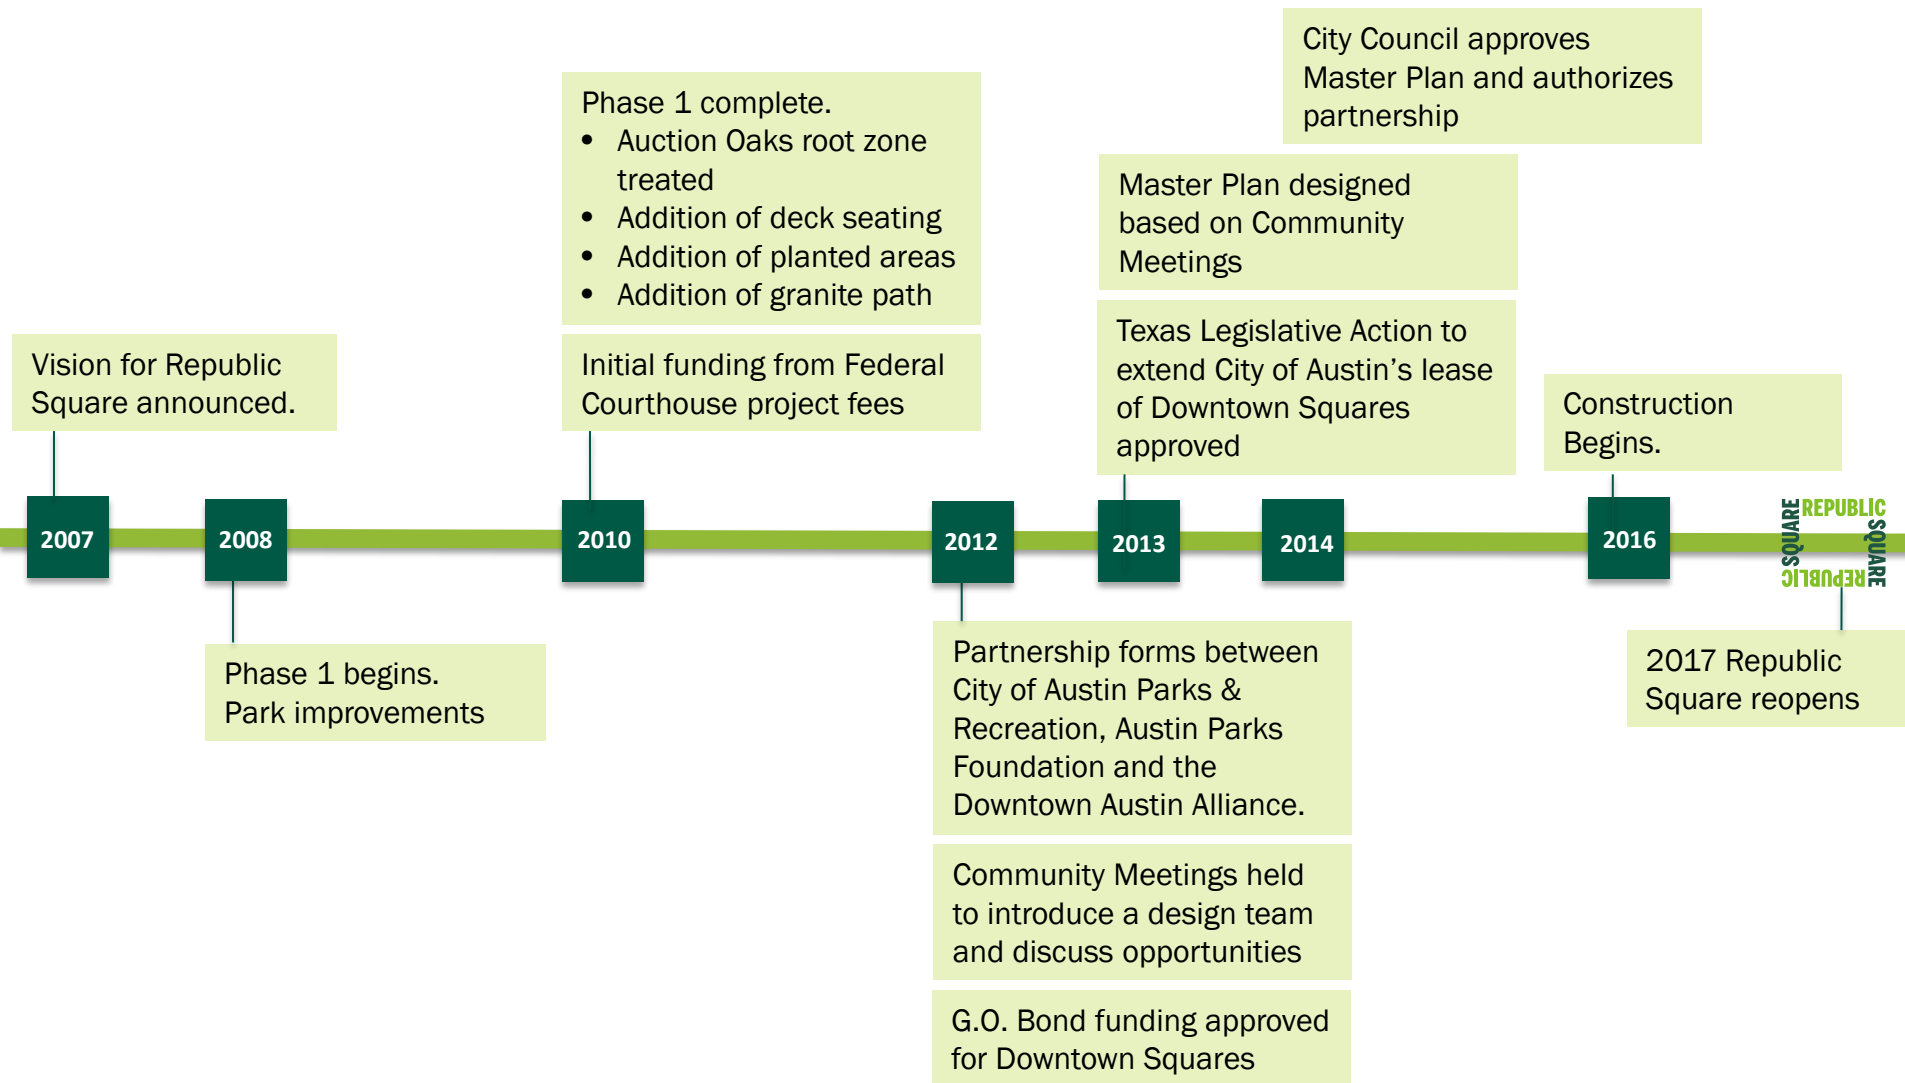 City Council approves
Master Plan and authorizes
partnership
Phase 1 complete.
• Auction Oaks root zone
treated
• Addition of deck seating
• Addition of planted areas
• Addition of granite path
Master Plan designed
based on Community
Meetings
Vision for Republic
Square announced.
Initial funding from Federal
Courthouse project fees
Texas Legislative Action to
extend City of Austin’s lease
of Downtown Squares
approved
Construction
Begins.
2007
2008
2010
2012
2013
2014
2016
REPUBLIC
SQUARE
REPUBLIC
SQUARE
Phase 1 begins.
Park improvements
Partnership forms between
City of Austin Parks &
Recreation, Austin Parks
Foundation and the
Downtown Austin Alliance.
2017 Republic
Square reopens
Community Meetings held
to introduce a design team
and discuss opportunities
G.O. Bond funding approved
for Downtown Squares